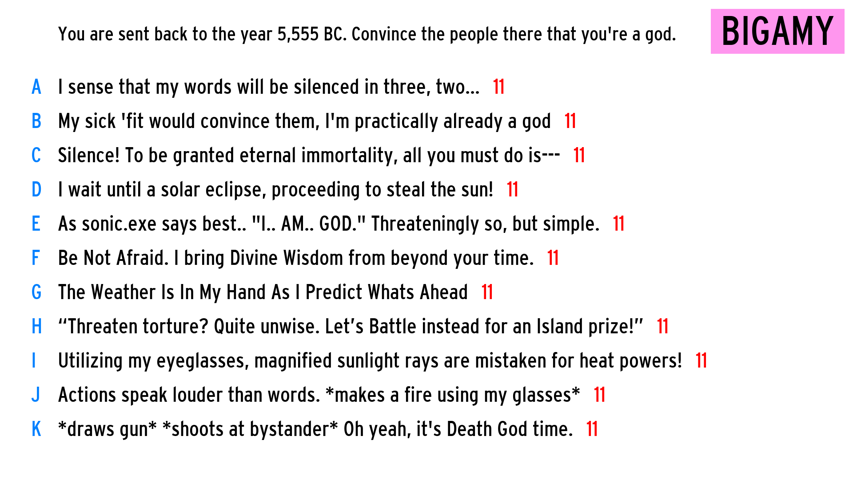 You are sent back to the year 5,555 BC. Convince the people there that you're a god.
BIGAMY
A I sense that my words will be silenced in three, two... 11
B My sick 'fit would convince them, I'm practically already a god 11
C Silence! To be granted eternal immortality, all you must do is--- 11
D I wait until a solar eclipse, proceeding to steal the sun! 11
E As sonic.exe says best.. "I.. AM.. GOD." Threateningly so, but simple. 11
F Be Not Afraid. I bring Divine Wisdom from beyond your time. 11
G The Weather Is In My Hand As I Predict Whats Ahead 11
H “Threaten torture? Quite unwise. Let’s Battle instead for an Island prize!” 11
I Utilizing my eyeglasses, magnified sunlight rays are mistaken for heat powers! 11
J Actions speak louder than words. *makes a fire using my glasses* 11
K *draws gun* *shoots at bystander* Oh yeah, it's Death God time. 11